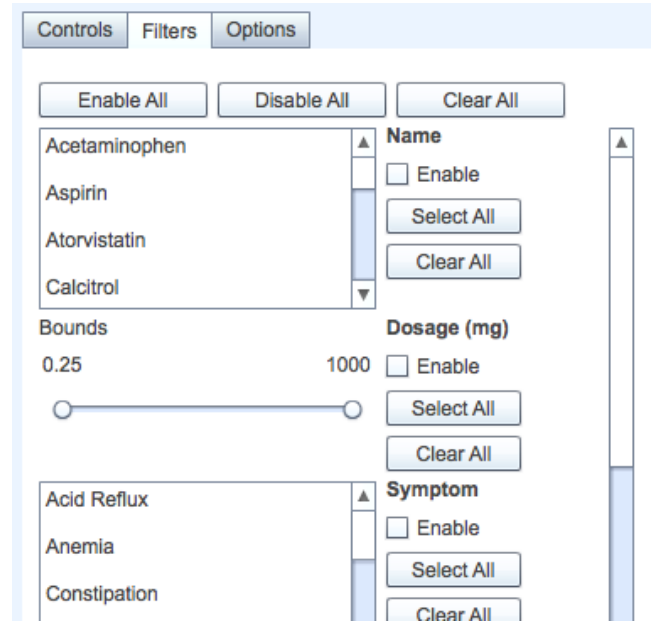 Controls Filters Options
Enable All Disable All Clear All
Acetaminophen
Aspirin
Atorvistatin
Calcitrol
Name
Enable
Select All
Clear All
Bounds
0.25 1000
Dosage (mg)
Enable
Select All
Clear All
Acid Reflux
Anemia
Constipation
Symptom
Enable
Select All
Clear All